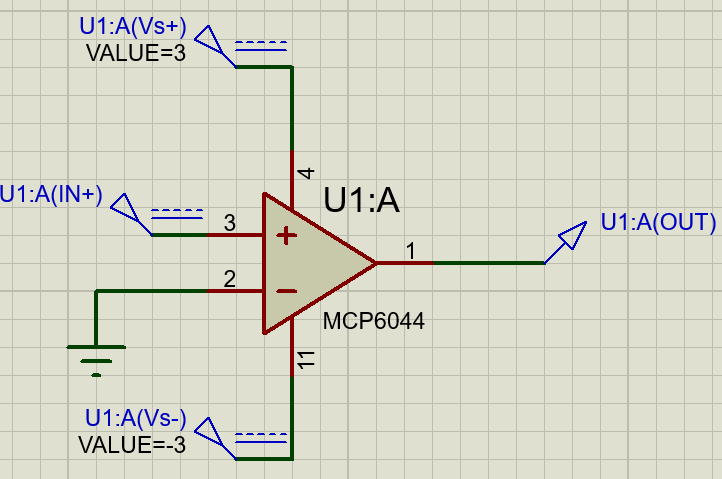 U1:A(Vs+)
VALUE=3
4
U1:A
U1:A(IN+)
3
+
U1:A(OUT)
1
2
−
MCP6044
11
U1:A(Vs-)
VALUE=-3